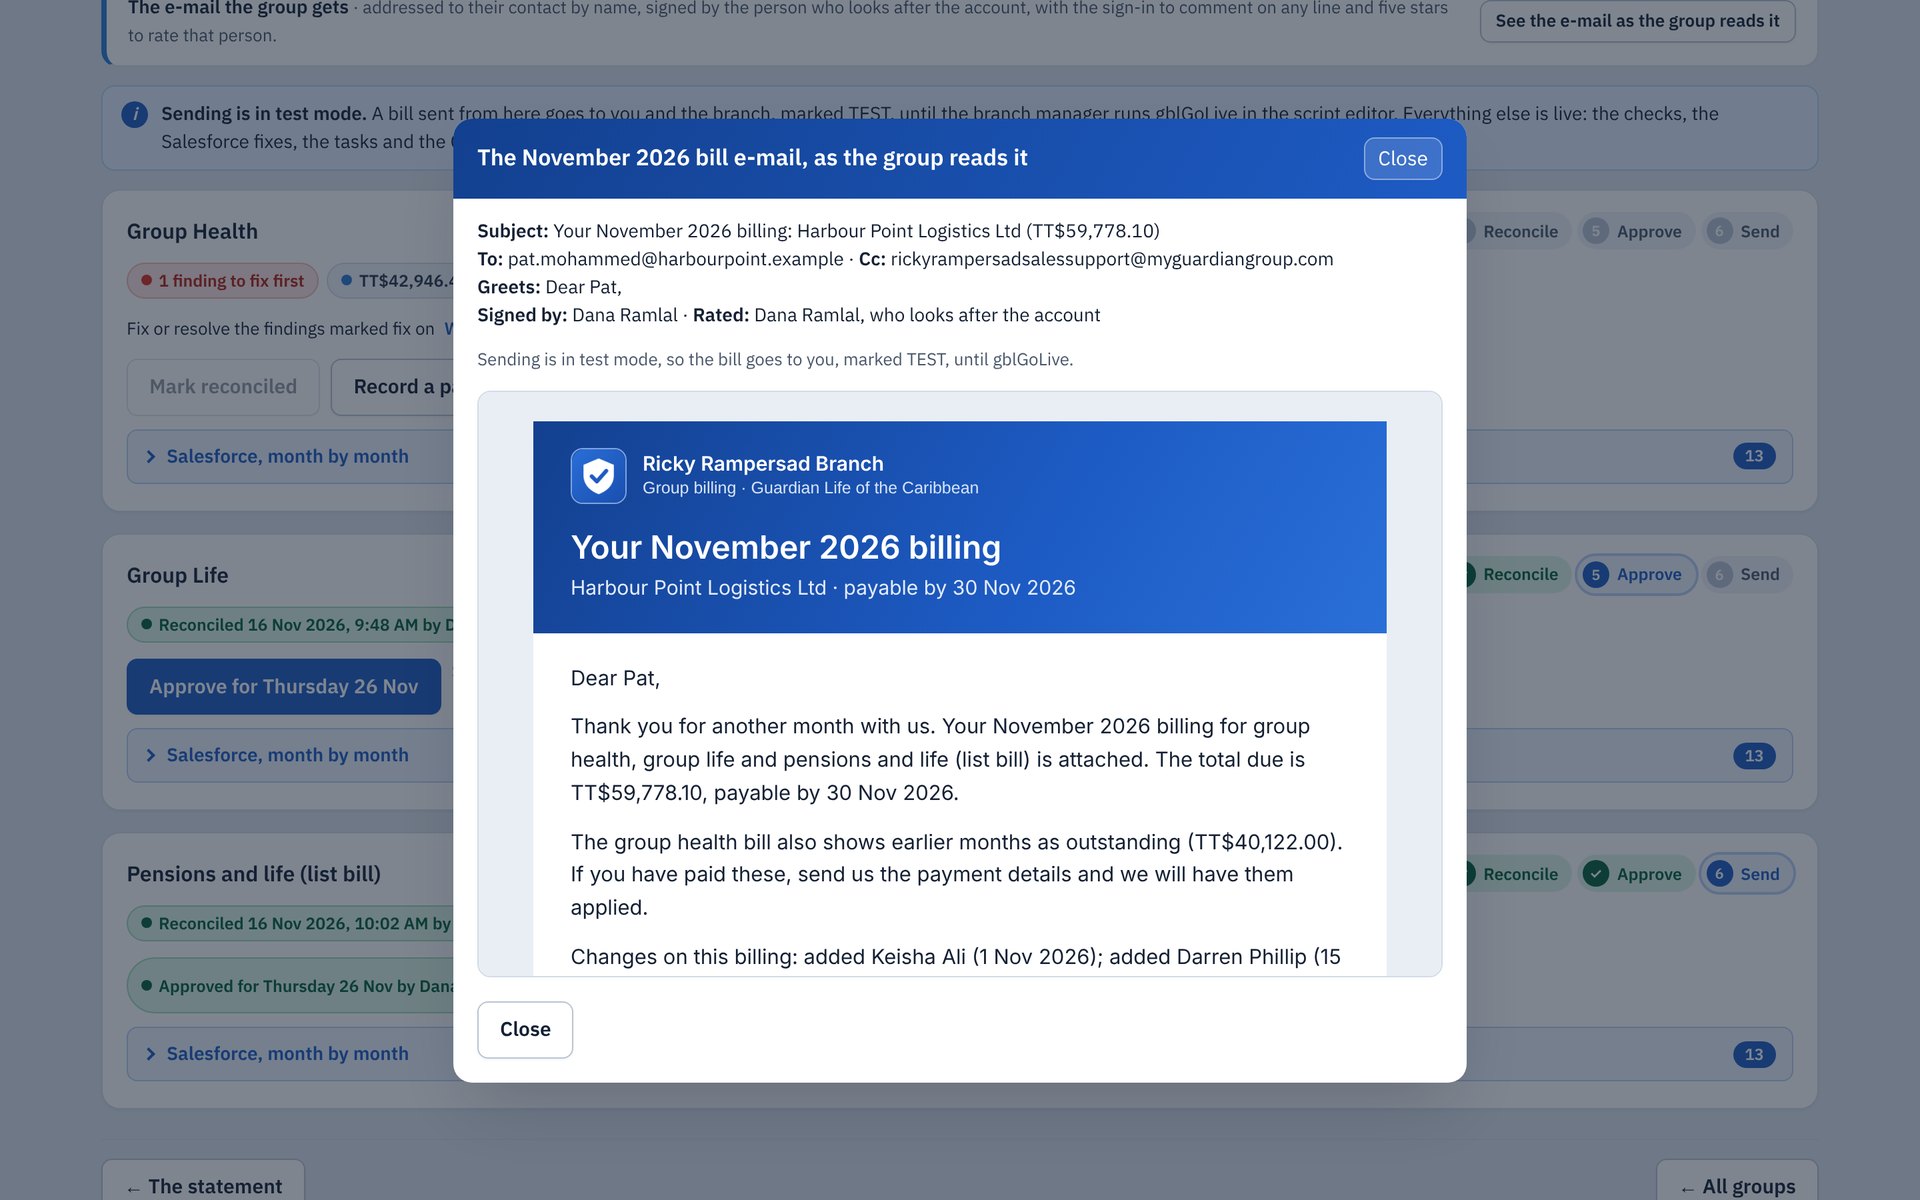 The e-mail the group gets · addressed to their contact by name, signed by the person who looks after the account, with the sign-in to comment on any line and five stars
to rate that person.
See the e-mail as the group reads it
Sending is in test mode. A bill sent from here goes to you and the branch, marked TEST, until the branch manager runs gblGoLive in the script editor. Everything else is live: the checks, the
Salesforce fixes, the tasks and the
The November 2026 bill e-mail, as the group reads it
Close
Subject: Your November 2026 billing: Harbour Point Logistics Ltd (TT$59,778.10)
To: pat.mohammed@harbourpoint.example · Cc: rickyrampersadsalessupport@myguardiangroup.com
Greets: Dear Pat,
Signed by: Dana Ramlal · Rated: Dana Ramlal, who looks after the account
Sending is in test mode, so the bill goes to you, marked TEST, until gblGoLive.
Ricky Rampersad Branch
Group billing · Guardian Life of the Caribbean
Your November 2026 billing
Harbour Point Logistics Ltd · payable by 30 Nov 2026
Dear Pat,
Thank you for another month with us. Your November 2026 billing for group
health, group life and pensions and life (list bill) is attached. The total due is
TT$59,778.10, payable by 30 Nov 2026.
The group health bill also shows earlier months as outstanding (TT$40,122.00).
If you have paid these, send us the payment details and we will have them
applied.
Changes on this billing: added Keisha Ali (1 Nov 2026); added Darren Phillip (15
Close
Group Health
Reconcile
5 Approve
6 Send
1 finding to fix first
TT$42,946.4
Fix or resolve the findings marked fix on
Mark reconciled
Record a
Salesforce, month by month
13
Group Life
Reconcile
5 Approve
6 Send
Reconciled 16 Nov 2026, 9:48 AM by
Approve for Thursday 26 Nov
Salesforce, month by month
13
Pensions and life (list bill)
Reconcile
Approve
6 Send
Reconciled 16 Nov 2026, 10:02 AM by
Approved for Thursday 26 Nov by Dana
Salesforce, month by month
13
← The statement
← All groups